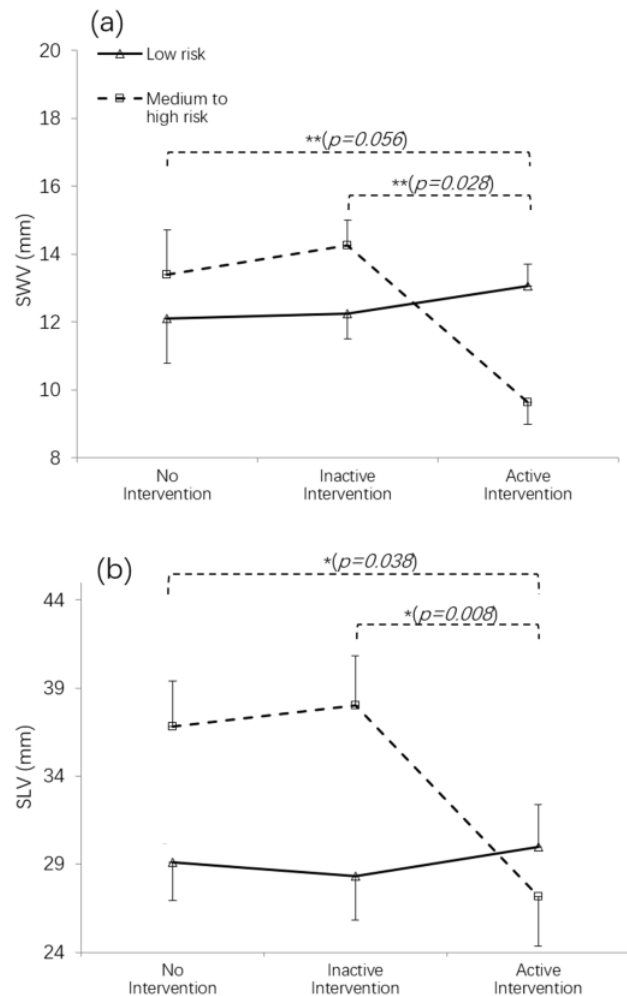 (a)
20
18
16
14
12
10
8
SWV (mm)
Low risk
Medium to
high risk
**(p=0.056)
**(p=0.028)
No
Intervention
Inactive
Intervention
Active
Intervention
(b)
44
39
34
29
24
SLV (mm)
*(p=0.038)
*(p=0.008)
No
Intervention
Inactive
Intervention
Active
Intervention